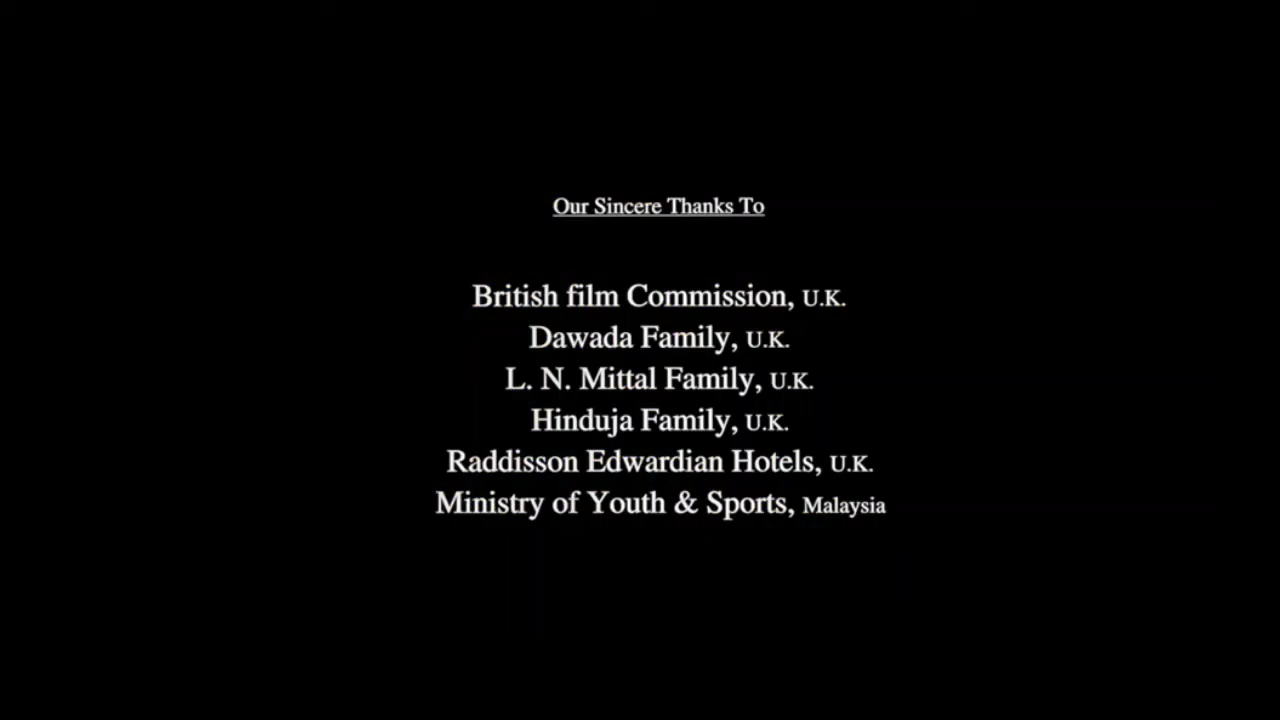 Our Sincere Thanks To
British film Commission, U.K.
Dawada Family, U.K.
L. N. Mittal Family, U.K.
Hinduja Family, U.K.
Raddisson Edwardian Hotels, U.K.
Ministry of Youth & Sports, Malaysia